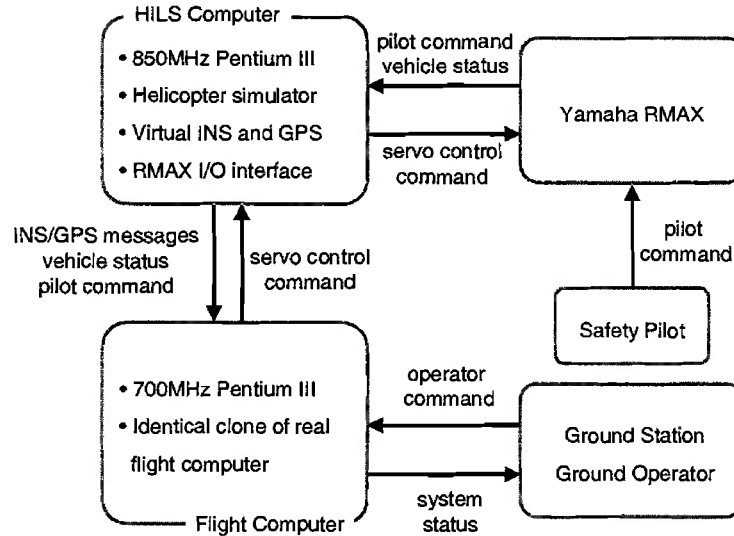 HILS Computer
• 850MHz Pentium III
• Helicopter simulator
• Virtual INS and GPS
• RMAX I/O interface
pilot command
vehicle status
servo control
command
Yamaha RMAX
INS/GPS messages
vehicle status
pilot command
servo control
command
pilot
command
Safety Pilot
• 700MHz Pentium III
• Identical clone of real
flight computer
Flight Computer
operator
command
system
status
Ground Station
Ground Operator